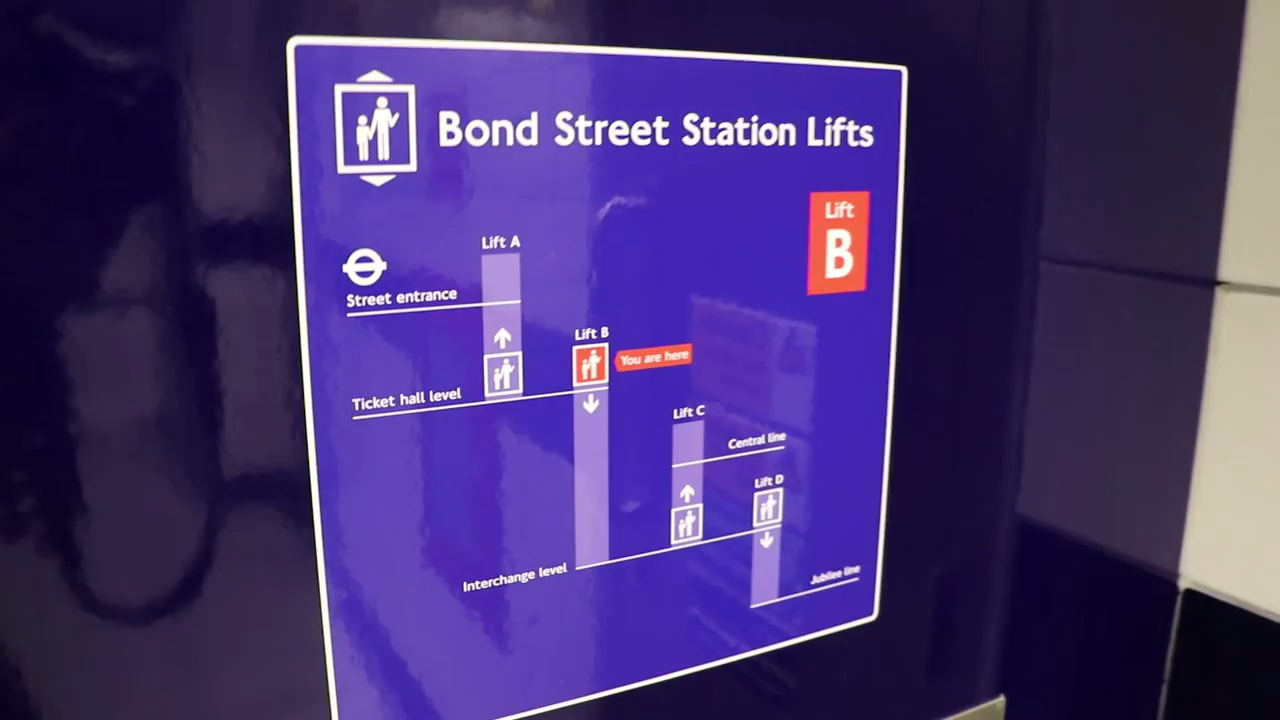 Bond Street Station Lifts
Lift
B
Lift A
Street entrance
Lift B
You are here
Ticket hall level
Lift C
Central line
Lift D
Interchange level
Jubilee line